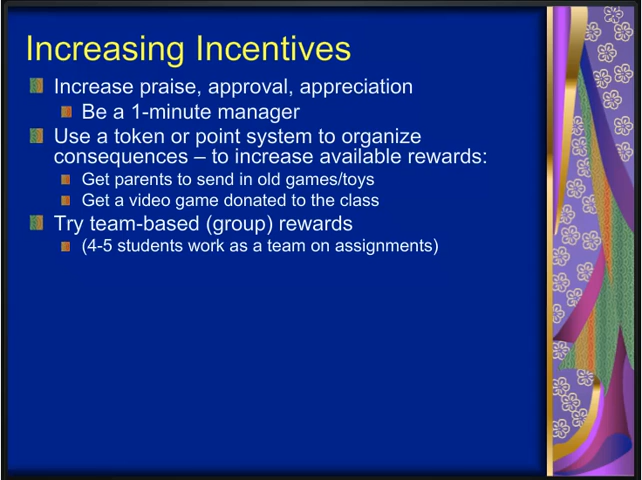 Increasing Incentives
Increase praise, approval, appreciation
Be a 1-minute manager
Use a token or point system to organize
consequences – to increase available rewards:
Get parents to send in old games/toys
Get a video game donated to the class
Try team-based (group) rewards
(4-5 students work as a team on assignments)